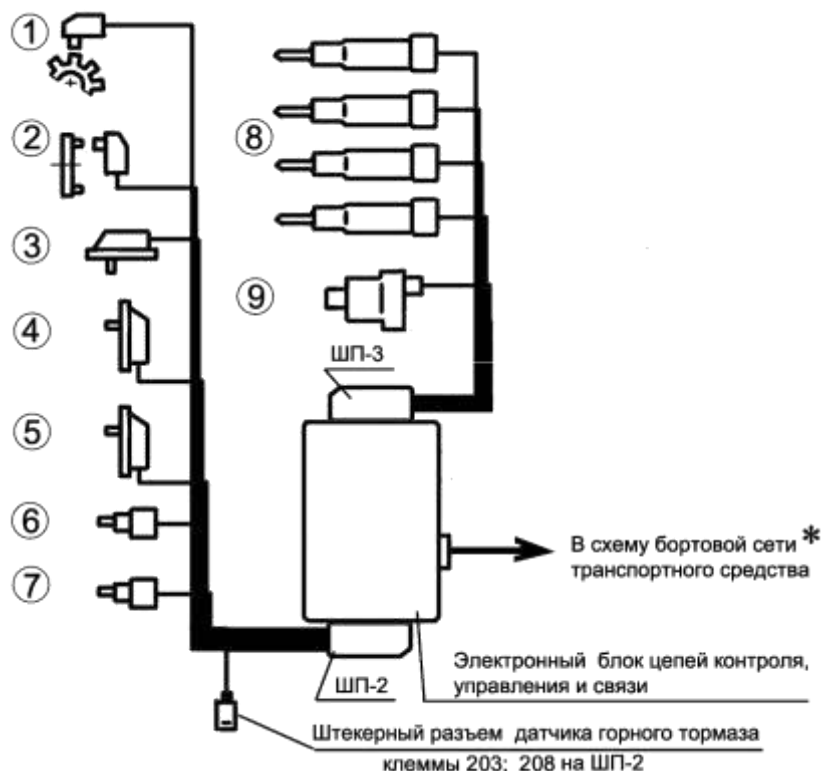 1
2
3
4
5
6
7
8
9
ШП-3
В схему бортовой сети *
транспортного средства
Электронный блок цепей контроля,
управления и связи
ШП-2
Штекерный разъем датчика горного тормаза
клеммы 203; 208 на ШП-2